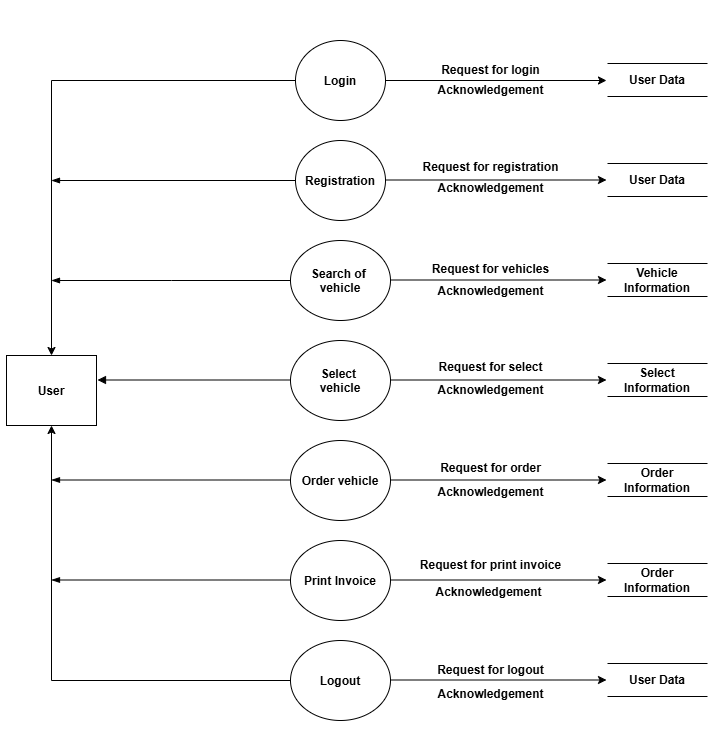 Login
Request for login
Acknowledgement
User Data
Registration
Request for registration
Acknowledgement
User Data
Search of
vehicle
Request for vehicles
Acknowledgement
Vehicle
Information
User
Select
vehicle
Request for select
Acknowledgement
Select
Information
Order vehicle
Request for order
Acknowledgement
Order
Information
Print Invoice
Request for print invoice
Acknowledgement
Order
Information
Logout
Request for logout
Acknowledgement
User Data